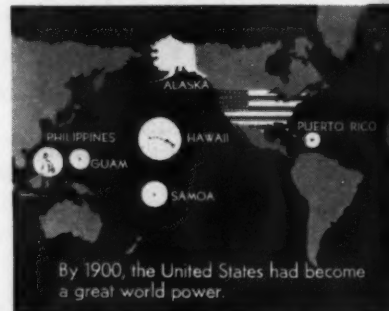 ALASKA
PHILIPPINES
HAWAII
PUERTO RICO
GUAM
SAMOA
By 1900, the United States had become
a great world power.